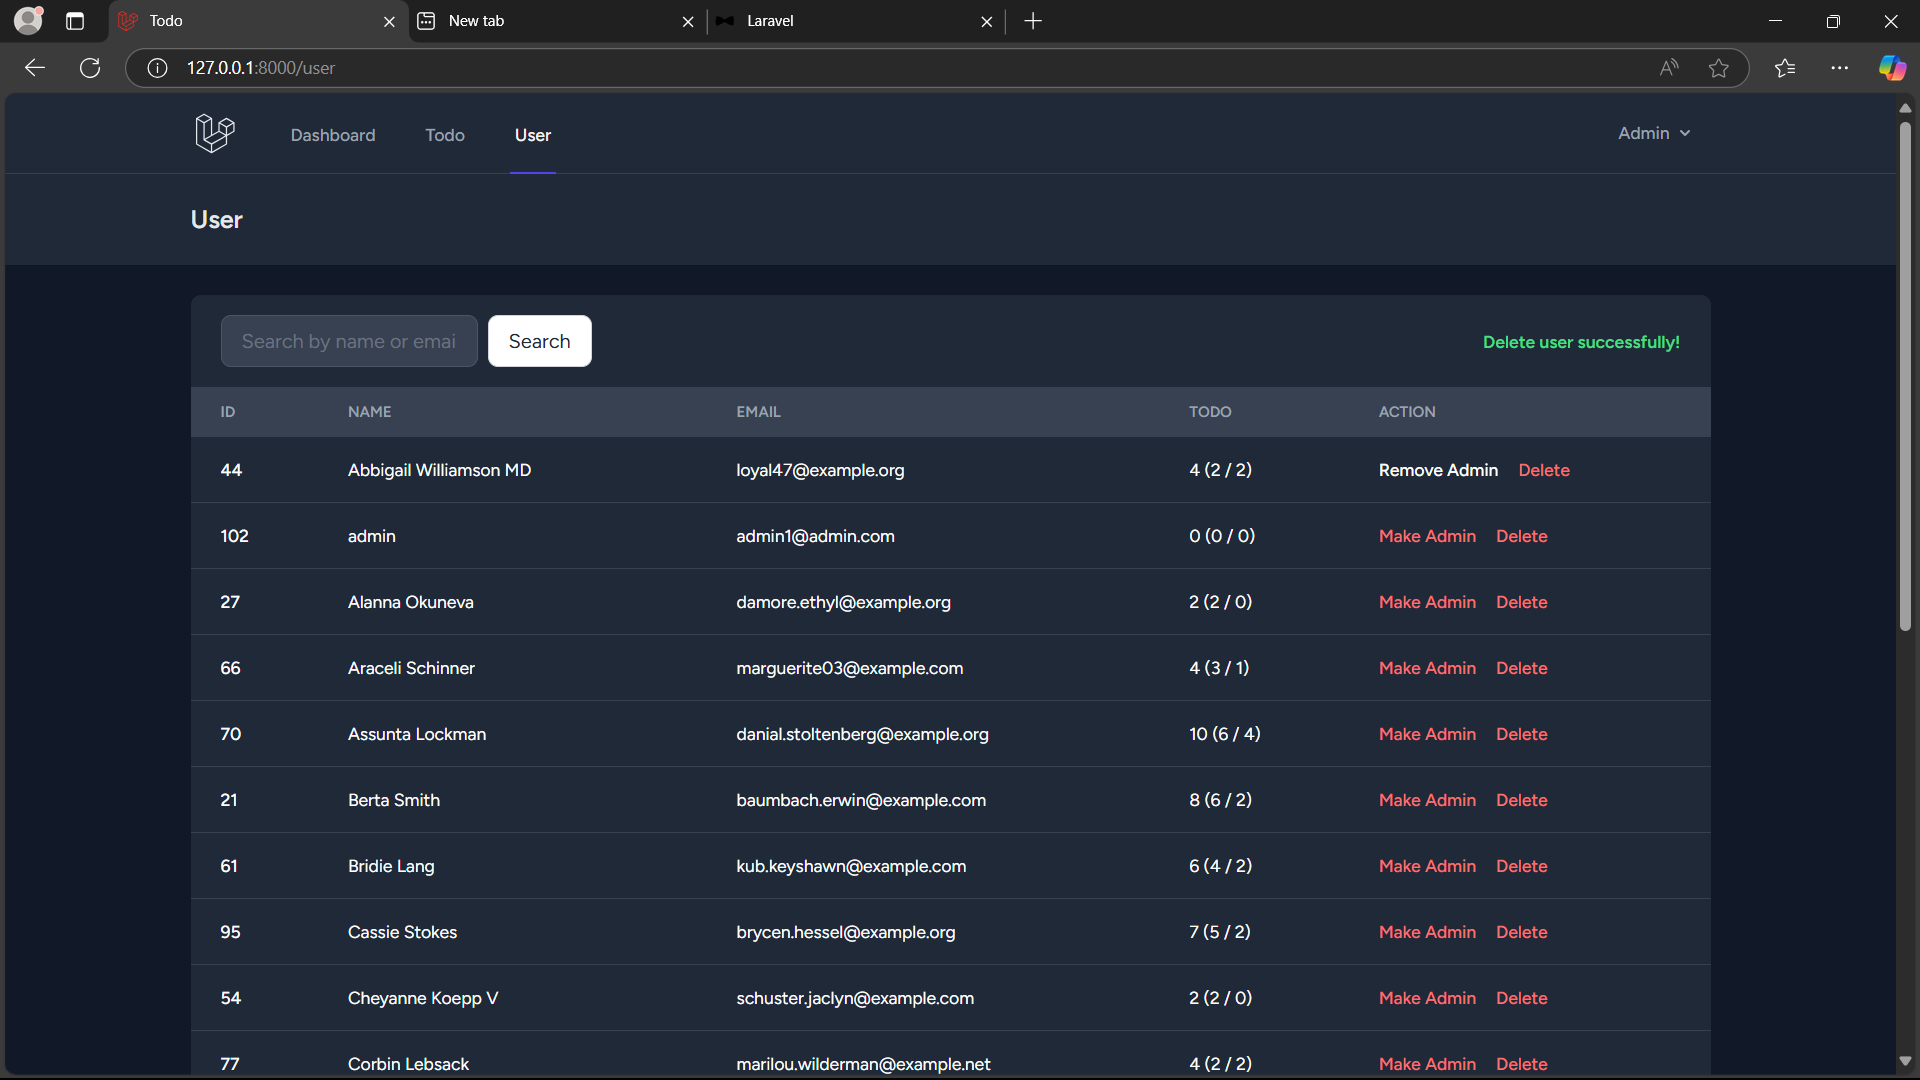 Todo
New tab
Laravel
127.0.0.1:8000/user
Dashboard Todo User Admin
User
Search by name or emai Search Delete user successfully!
ID NAME EMAIL TODO ACTION
44 Abbigail Williamson MD loyal47@example.org 4 (2 / 2) Remove Admin Delete
102 admin admin1@admin.com 0 (0 / 0) Make Admin Delete
27 Alanna Okuneva damore.ethyl@example.org 2 (2 / 0) Make Admin Delete
66 Araceli Schinner marguerite03@example.com 4 (3 / 1) Make Admin Delete
70 Assunta Lockman danial.stoltenberg@example.org 10 (6 / 4) Make Admin Delete
21 Berta Smith baumbach.erwin@example.com 8 (6 / 2) Make Admin Delete
61 Bridie Lang kub.keyshawn@example.com 6 (4 / 2) Make Admin Delete
95 Cassie Stokes brycen.hessel@example.org 7 (5 / 2) Make Admin Delete
54 Cheyanne Koepp V schuster.jaclyn@example.com 2 (2 / 0) Make Admin Delete
77 Corbin Lebsack marilou.wilderman@example.net 4 (2 / 2) Make Admin Delete